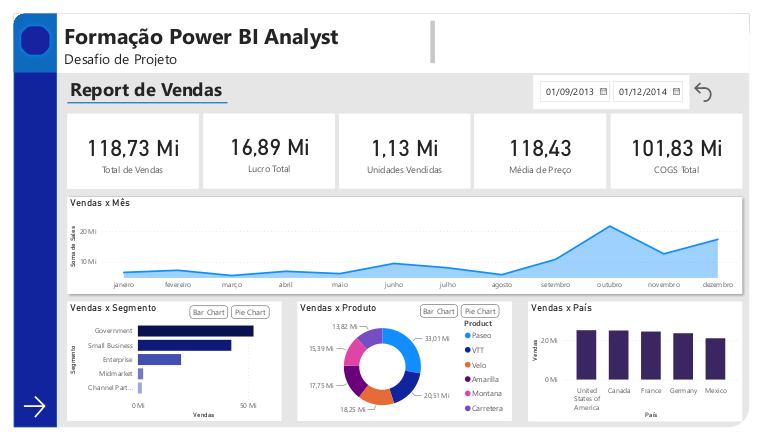 Formação Power BI Analyst
Desafio de Projeto
Report de Vendas
01/09/2013 01/12/2014
118,73 Mi
Total de Vendas
16,89 Mi
Lucro Total
1,13 Mi
Unidades Vendidas
118,43
Média de Preço
101,83 Mi
COGS Total
Vendas x Mês
Soma de Sales
20 Mi
10 Mi
janeiro fevereiro março abril maio junho julho agosto setembro outubro novembro dezembro
Vendas x Segmento
Bar Chart Pie Chart
Segmento
Government
Small Business
Enterprise
Midmarket
Channel Part...
0 Mi 50 Mi
Vendas
Vendas x Produto
Bar Chart Pie Chart
13,82 Mi
15,39 Mi
17,75 Mi
18,25 Mi
20,51 Mi
33,01 Mi
Product
Paseo
VTT
Velo
Amarilla
Montana
Carretera
Vendas x País
Vendas
20 Mi
0 Mi
United States of America Canada France Germany Mexico
País